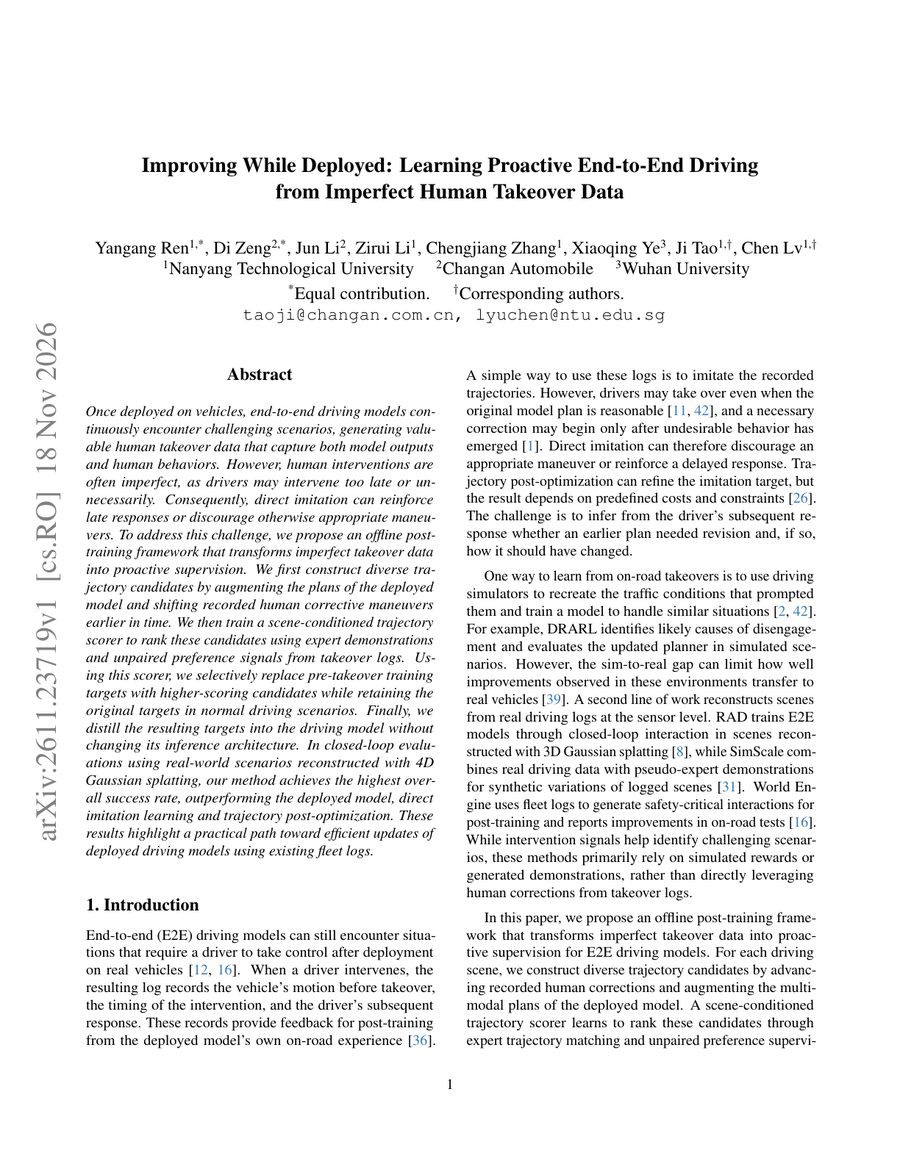 Improving While Deployed: Learning Proactive End-to-End Driving
from Imperfect Human Takeover Data
Yangang Ren1,*, Di Zeng2,*, Jun Li2, Zirui Li1, Chengjiang Zhang1, Xiaoqing Ye3, Ji Tao1,†, Chen Lv1,†
1Nanyang Technological University 2Changan Automobile 3Wuhan University
*Equal contribution. †Corresponding authors.
taoji@changan.com.cn, lyuchen@ntu.edu.sg
arXiv:2611.23719v1 [cs.RO] 18 Nov 2026
Abstract
Once deployed on vehicles, end-to-end driving models con-
tinuously encounter challenging scenarios, generating valu-
able human takeover data that capture both model outputs
and human behaviors. However, human interventions are
often imperfect, as drivers may intervene too late or un-
necessarily. Consequently, direct imitation can reinforce
late responses or discourage otherwise appropriate maneu-
vers. To address this challenge, we propose an offline post-
training framework that transforms imperfect takeover data
into proactive supervision. We first construct diverse tra-
jectory candidates by augmenting the plans of the deployed
model and shifting recorded human corrective maneuvers
earlier in time. We then train a scene-conditioned trajectory
scorer to rank these candidates using expert demonstrations
and unpaired preference signals from takeover logs. Us-
ing this scorer, we selectively replace pre-takeover training
targets with higher-scoring candidates while retaining the
original targets in normal driving scenarios. Finally, we
distill the resulting targets into the driving model without
changing its inference architecture. In closed-loop evalu-
ations using real-world scenarios reconstructed with 4D
Gaussian splatting, our method achieves the highest over-
all success rate, outperforming the deployed model, direct
imitation learning and trajectory post-optimization. These
results highlight a practical path toward efficient updates of
deployed driving models using existing fleet logs.
1. Introduction
End-to-end (E2E) driving models can still encounter situa-
tions that require a driver to take control after deployment
on real vehicles [12, 16]. When a driver intervenes, the
resulting log records the vehicle's motion before takeover,
the timing of the intervention, and the driver's subsequent
response. These records provide feedback for post-training
from the deployed model's own on-road experience [36].
A simple way to use these logs is to imitate the recorded
trajectories. However, drivers may take over even when the
original model plan is reasonable [11, 42], and a necessary
correction may begin only after undesirable behavior has
emerged [1]. Direct imitation can therefore discourage an
appropriate maneuver or reinforce a delayed response. Tra-
jectory post-optimization can refine the imitation target, but
the result depends on predefined costs and constraints [26].
The challenge is to infer from the driver's subsequent re-
sponse whether an earlier plan needed revision and, if so,
how it should have changed.
One way to learn from on-road takeovers is to use driving
simulators to recreate the traffic conditions that prompted
them and train a model to handle similar situations [2, 42].
For example, DRARL identifies likely causes of disengage-
ment and evaluates the updated planner in simulated sce-
narios. However, the sim-to-real gap can limit how well
improvements observed in these environments transfer to
real vehicles [39]. A second line of work reconstructs scenes
from real driving logs at the sensor level. RAD trains E2E
models through closed-loop interaction in scenes recon-
structed with 3D Gaussian splatting [8], while SimScale com-
bines real driving data with pseudo-expert demonstrations
for synthetic variations of logged scenes [31]. World En-
gine uses fleet logs to generate safety-critical interactions for
post-training and reports improvements in on-road tests [16].
While intervention signals help identify challenging scenar-
ios, these methods primarily rely on simulated rewards or
generated demonstrations, rather than directly leveraging
human corrections from takeover logs.
In this paper, we propose an offline post-training frame-
work that transforms imperfect takeover data into proac-
tive supervision for E2E driving models. For each driving
scene, we construct diverse trajectory candidates by advanc-
ing recorded human corrections and augmenting the multi-
modal plans of the deployed model. A scene-conditioned
trajectory scorer learns to rank these candidates through
expert trajectory matching and unpaired preference supervi-
1